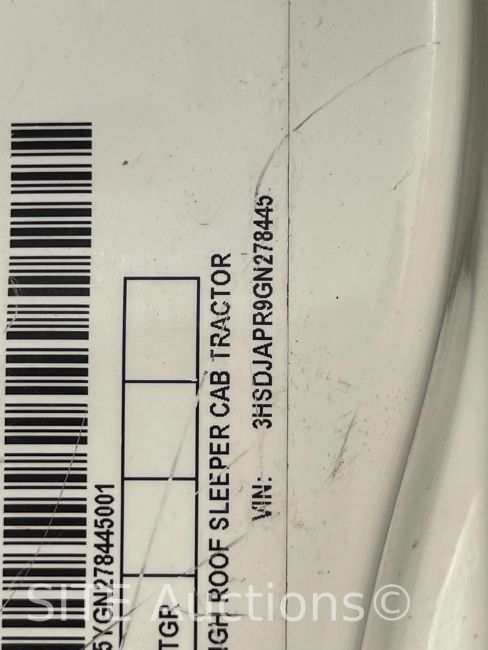 5YGN278445001
TGR
IGH ROOF SLEEPER CAB TRACTOR
VIN: 3HSDJAPR9GN278445
SHE Auctions©